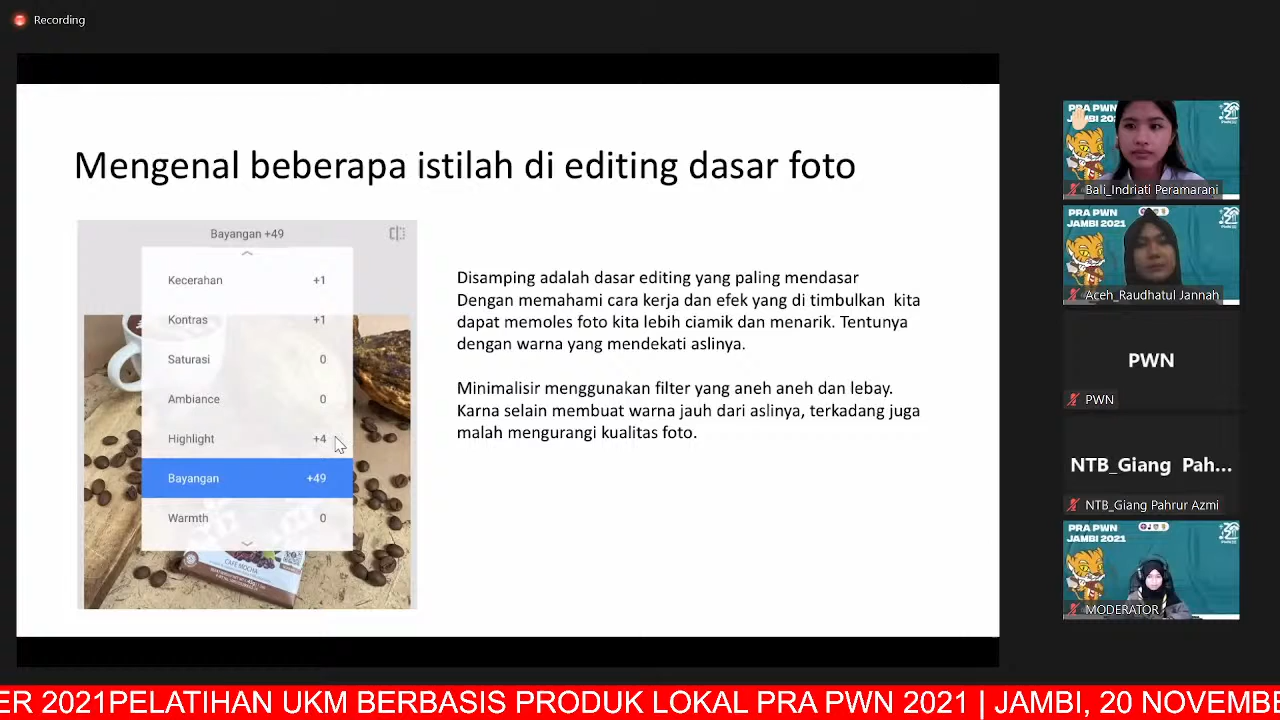 Recording
Mengenal beberapa istilah di editing dasar foto
Bayangan +49
Kecerahan +1
Kontras +1
Saturasi 0
Ambiance 0
Highlight +4
Bayangan +49
Warmth 0
CAFE MOCHA
Disamping adalah dasar editing yang paling mendasar
Dengan memahami cara kerja dan efek yang di timbulkan kita
dapat memoles foto kita lebih ciamik dan menarik. Tentunya
dengan warna yang mendekati aslinya.
Minimalisir menggunakan filter yang aneh aneh dan lebay.
Karna selain membuat warna jauh dari aslinya, terkadang juga
malah mengurangi kualitas foto.
PRA PWN
JAMBI 202
Bali_Indriati Peramarani
PRA PWN
JAMBI 2021
Aceh_Raudhatul Jannah
PWN
PWN
NTB_Giang Pah...
NTB_Giang Pahrur Azmi
PRA PWN
JAMBI 2021
MODERATOR
ER 2021PELATIHAN UKM BERBASIS PRODUK LOKAL PRA PWN 2021 | JAMBI, 20 NOVEMBE